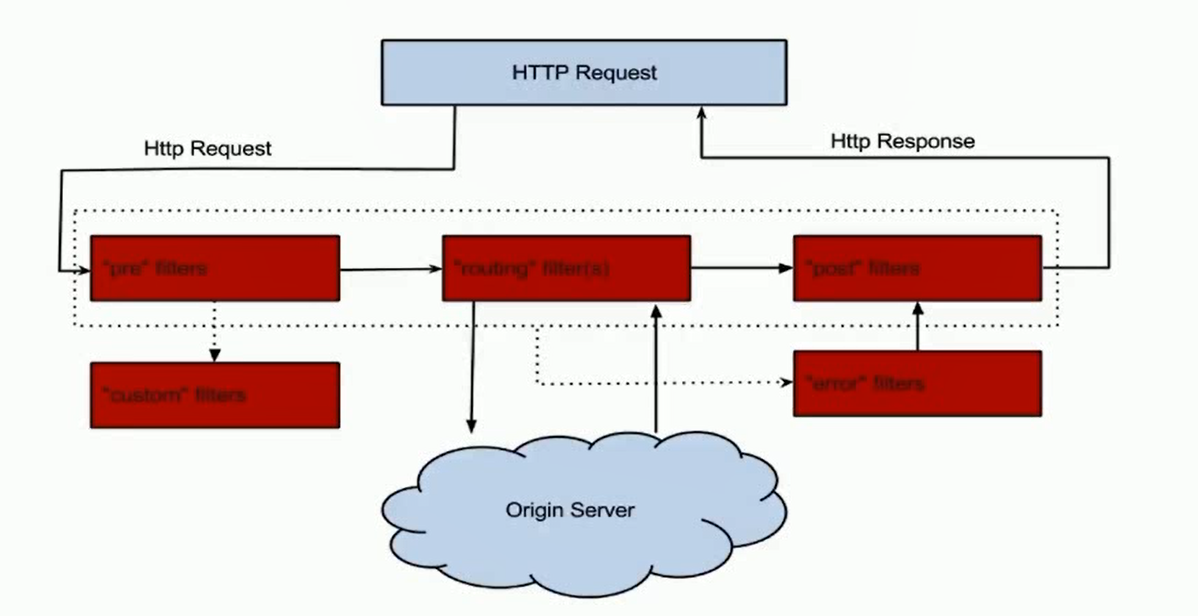 HTTP Request
Http Request
Http Response
"pre" filters
"routing" filter(s)
"post" filters
"custom" filters
"error" filters
Origin Server